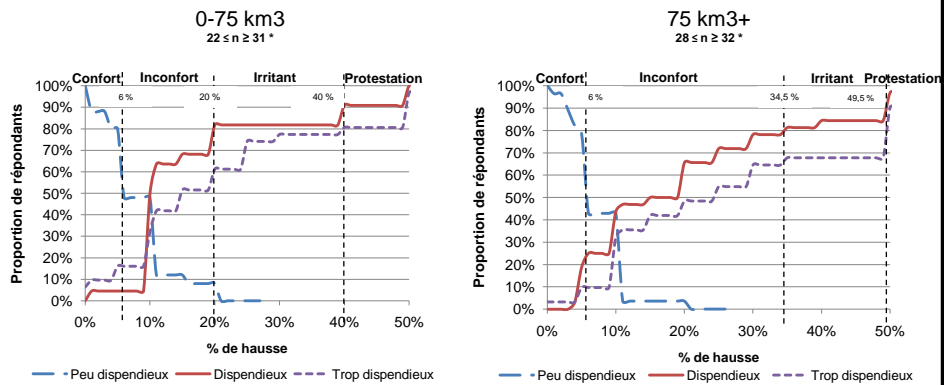 0-75 km3
22 ≤ n ≥ 31 *
Confort Inconfort Irritant Protestation
6 % 20 % 40 %
Proportion de répondants
100%
90%
80%
70%
60%
50%
40%
30%
20%
10%
0%
0% 10% 20% 30% 40% 50%
% de hausse
Peu dispendieux Dispendieux Trop dispendieux
75 km3+
28 ≤ n ≥ 32 *
Confort Inconfort Irritant Protestation
6 % 34,5 % 49,5 %
Proportion de répondants
100%
90%
80%
70%
60%
50%
40%
30%
20%
10%
0%
0% 10% 20% 30% 40% 50%
% de hausse
Peu dispendieux Dispendieux Trop dispendieux